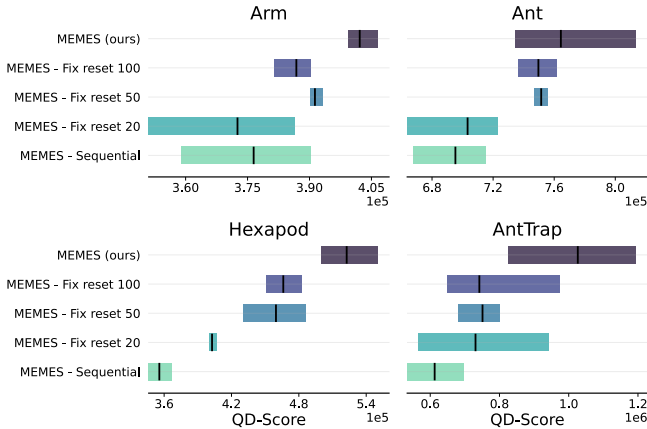 Arm
Ant
MEMES (ours)
MEMES - Fix reset 100
MEMES - Fix reset 50
MEMES - Fix reset 20
MEMES - Sequential
3.60 3.75 3.90 4.05
1e5
6.8 7.2 7.6 8.0
1e5
Hexapod
AntTrap
MEMES (ours)
MEMES - Fix reset 100
MEMES - Fix reset 50
MEMES - Fix reset 20
MEMES - Sequential
3.6 4.2 4.8 5.4
QD-Score 1e5
0.6 0.8 1.0 1.2
QD-Score 1e6